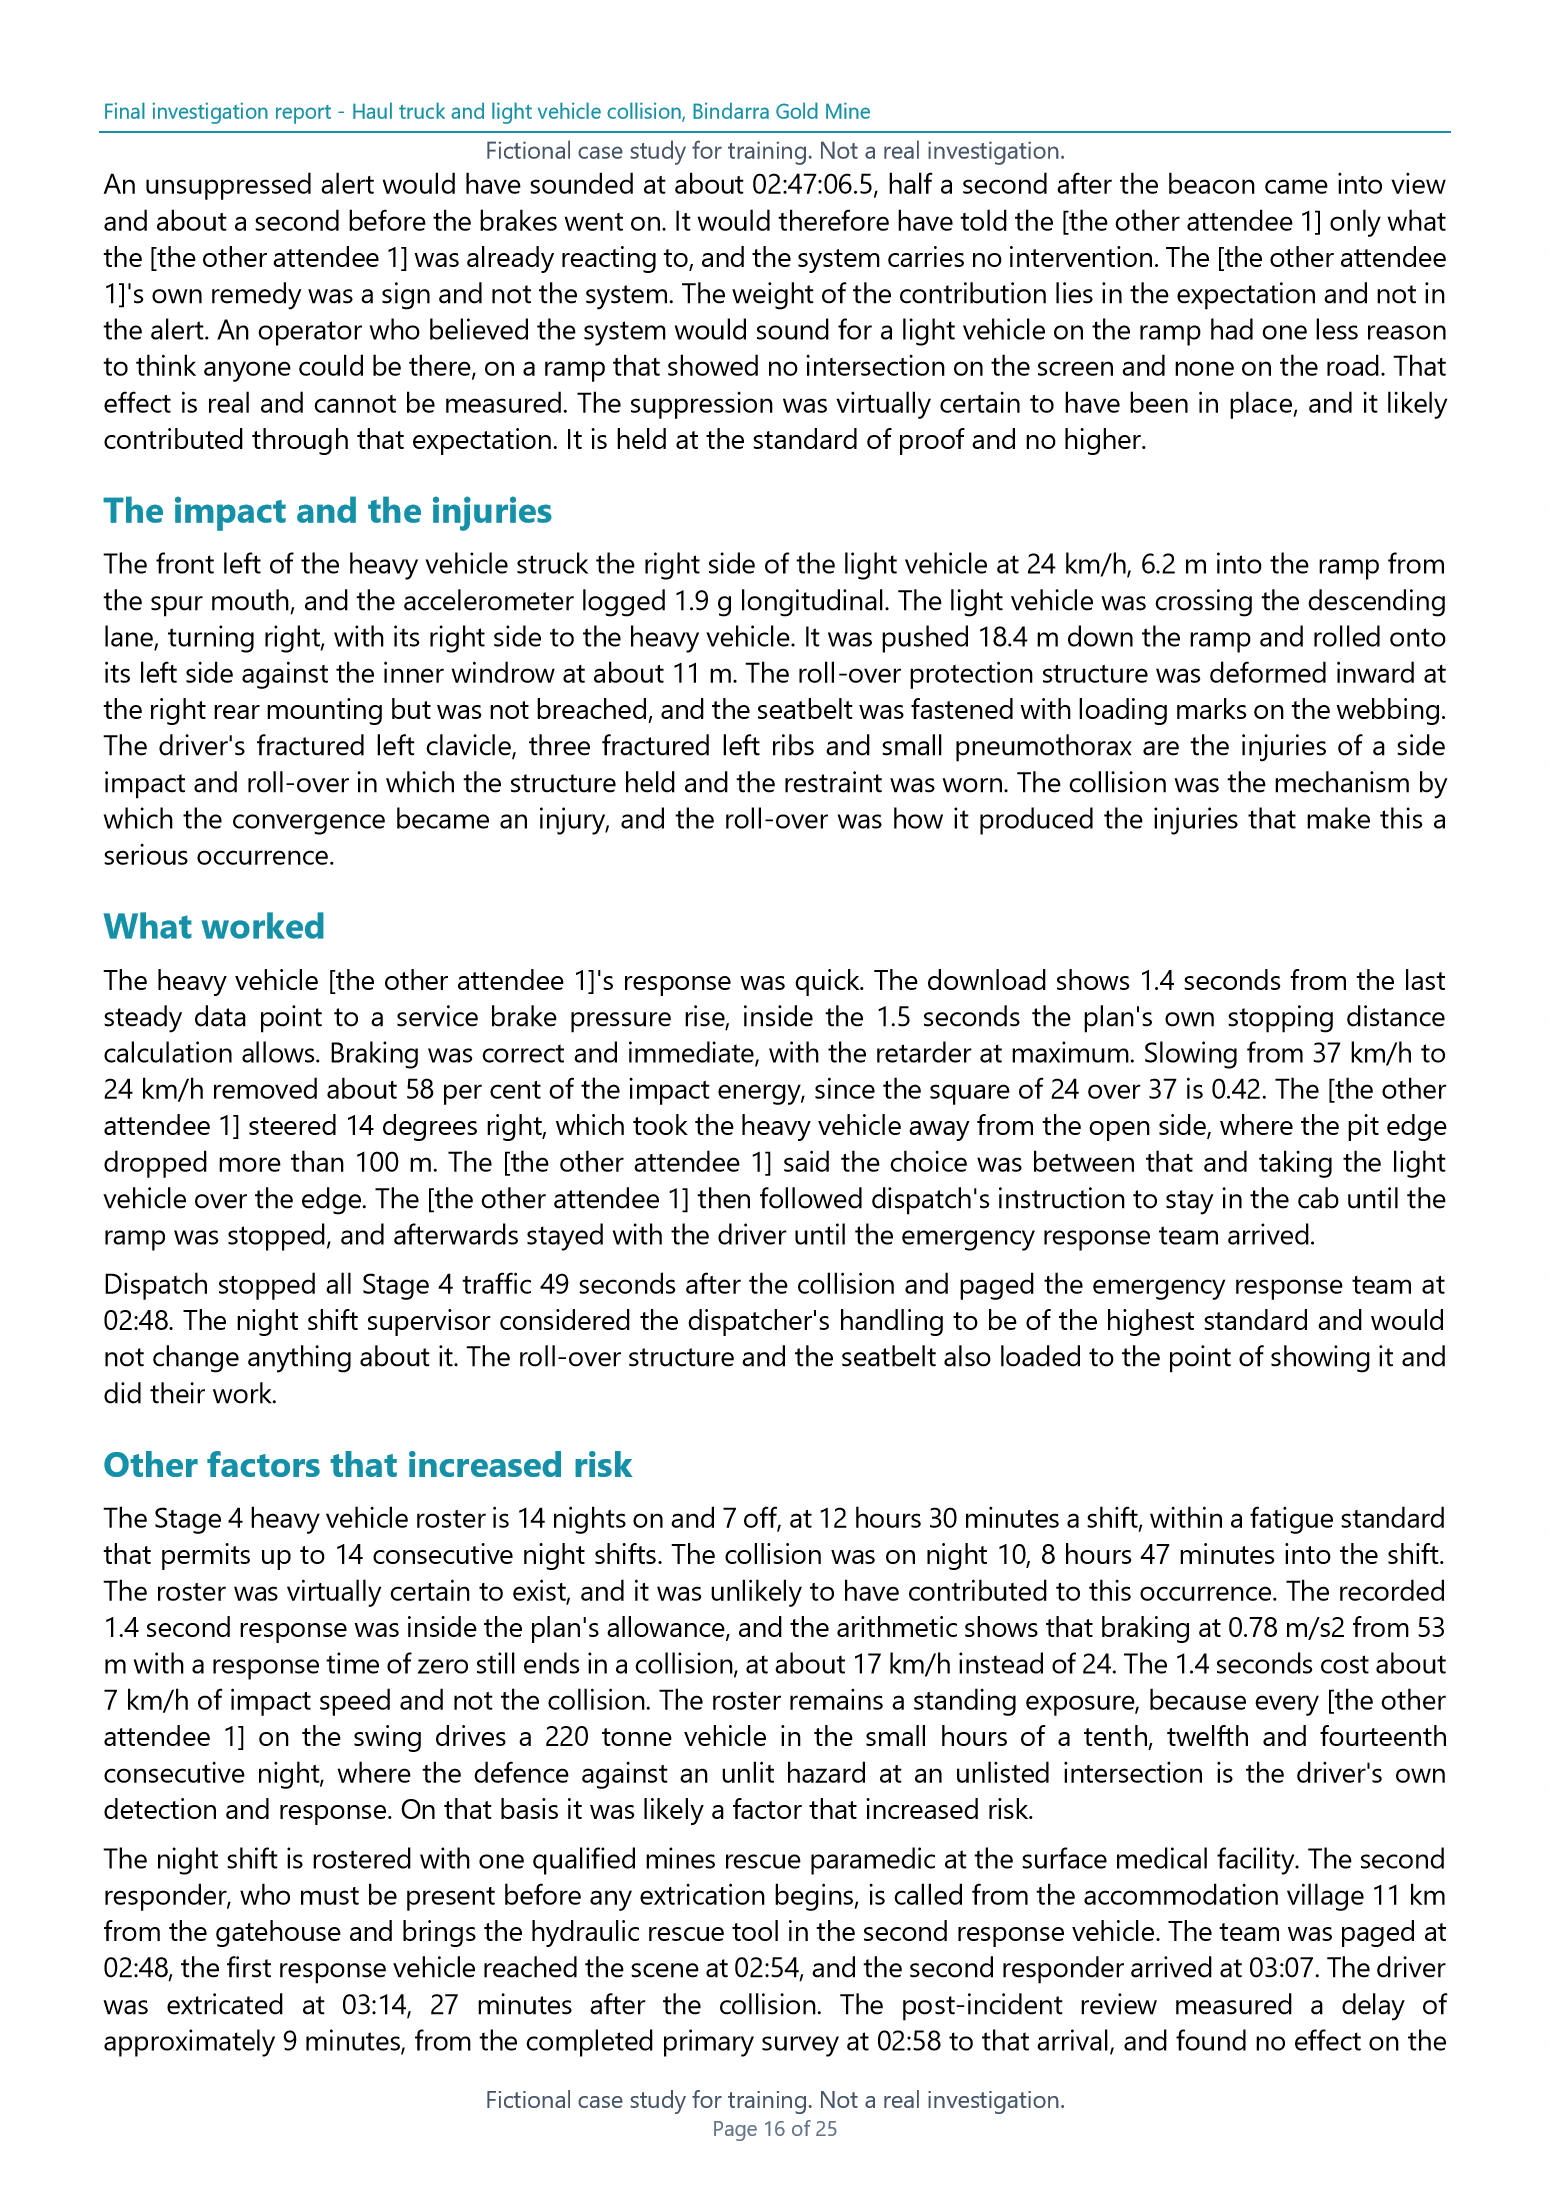 Final investigation report - Haul truck and light vehicle collision, Bindarra Gold Mine
Fictional case study for training. Not a real investigation.
An unsuppressed alert would have sounded at about 02:47:06.5, half a second after the beacon came into view
and about a second before the brakes went on. It would therefore have told the [the other attendee 1] only what
the [the other attendee 1] was already reacting to, and the system carries no intervention. The [the other attendee
1]'s own remedy was a sign and not the system. The weight of the contribution lies in the expectation and not in
the alert. An operator who believed the system would sound for a light vehicle on the ramp had one less reason
to think anyone could be there, on a ramp that showed no intersection on the screen and none on the road. That
effect is real and cannot be measured. The suppression was virtually certain to have been in place, and it likely
contributed through that expectation. It is held at the standard of proof and no higher.
The impact and the injuries
The front left of the heavy vehicle struck the right side of the light vehicle at 24 km/h, 6.2 m into the ramp from
the spur mouth, and the accelerometer logged 1.9 g longitudinal. The light vehicle was crossing the descending
lane, turning right, with its right side to the heavy vehicle. It was pushed 18.4 m down the ramp and rolled onto
its left side against the inner windrow at about 11 m. The roll-over protection structure was deformed inward at
the right rear mounting but was not breached, and the seatbelt was fastened with loading marks on the webbing.
The driver's fractured left clavicle, three fractured left ribs and small pneumothorax are the injuries of a side
impact and roll-over in which the structure held and the restraint was worn. The collision was the mechanism by
which the convergence became an injury, and the roll-over was how it produced the injuries that make this a
serious occurrence.
What worked
The heavy vehicle [the other attendee 1]'s response was quick. The download shows 1.4 seconds from the last
steady data point to a service brake pressure rise, inside the 1.5 seconds the plan's own stopping distance
calculation allows. Braking was correct and immediate, with the retarder at maximum. Slowing from 37 km/h to
24 km/h removed about 58 per cent of the impact energy, since the square of 24 over 37 is 0.42. The [the other
attendee 1] steered 14 degrees right, which took the heavy vehicle away from the open side, where the pit edge
dropped more than 100 m. The [the other attendee 1] said the choice was between that and taking the light
vehicle over the edge. The [the other attendee 1] then followed dispatch's instruction to stay in the cab until the
ramp was stopped, and afterwards stayed with the driver until the emergency response team arrived.
Dispatch stopped all Stage 4 traffic 49 seconds after the collision and paged the emergency response team at
02:48. The night shift supervisor considered the dispatcher's handling to be of the highest standard and would
not change anything about it. The roll-over structure and the seatbelt also loaded to the point of showing it and
did their work.
Other factors that increased risk
The Stage 4 heavy vehicle roster is 14 nights on and 7 off, at 12 hours 30 minutes a shift, within a fatigue standard
that permits up to 14 consecutive night shifts. The collision was on night 10, 8 hours 47 minutes into the shift.
The roster was virtually certain to exist, and it was unlikely to have contributed to this occurrence. The recorded
1.4 second response was inside the plan's allowance, and the arithmetic shows that braking at 0.78 m/s2 from 53
m with a response time of zero still ends in a collision, at about 17 km/h instead of 24. The 1.4 seconds cost about
7 km/h of impact speed and not the collision. The roster remains a standing exposure, because every [the other
attendee 1] on the swing drives a 220 tonne vehicle in the small hours of a tenth, twelfth and fourteenth
consecutive night, where the defence against an unlit hazard at an unlisted intersection is the driver's own
detection and response. On that basis it was likely a factor that increased risk.
The night shift is rostered with one qualified mines rescue paramedic at the surface medical facility. The second
responder, who must be present before any extrication begins, is called from the accommodation village 11 km
from the gatehouse and brings the hydraulic rescue tool in the second response vehicle. The team was paged at
02:48, the first response vehicle reached the scene at 02:54, and the second responder arrived at 03:07. The driver
was extricated at 03:14, 27 minutes after the collision. The post-incident review measured a delay of
approximately 9 minutes, from the completed primary survey at 02:58 to that arrival, and found no effect on the
Fictional case study for training. Not a real investigation.
Page 16 of 25